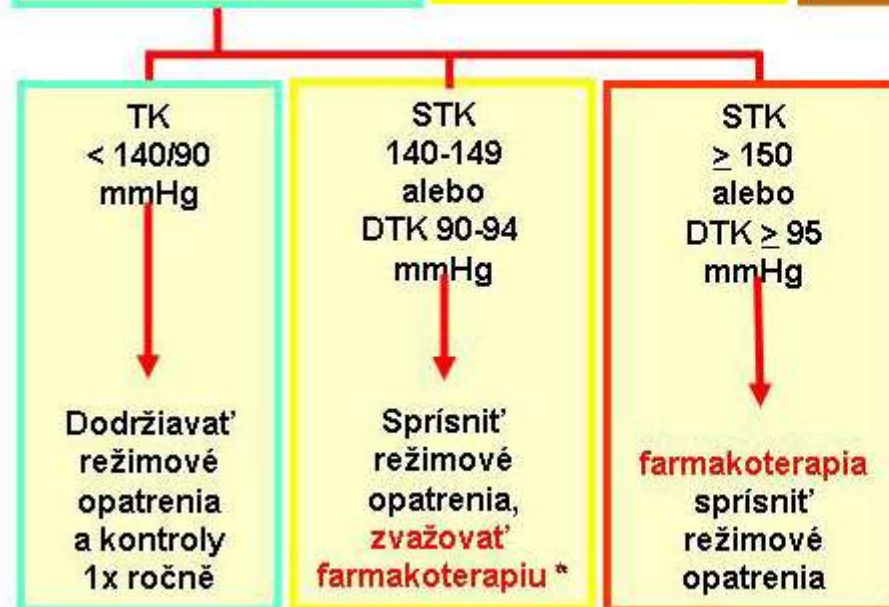 TK
< 140/90
mmHg
Dodržiavať
režimové
opatrenia
a kontroly
1x ročně
STK
140-149
alebo
DTK 90-94
mmHg
Sprísniť
režimové
opatrenia,
zvažovať
farmakoterapiu *
STK
≥ 150
alebo
DTK ≥ 95
mmHg
farmakoterapia
sprísniť
režimové
opatrenia